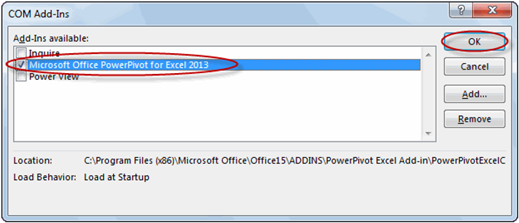 COM Add-Ins
?
Add-Ins available:
OK
Inquire
Microsoft Office PowerPivot for Excel 2013
Power View
Cancel
Add...
Remove
Location: C:\Program Files (x86)\Microsoft Office\Office15\ADDINS\PowerPivot Excel Add-in\PowerPivotExcelC
Load Behavior: Load at Startup